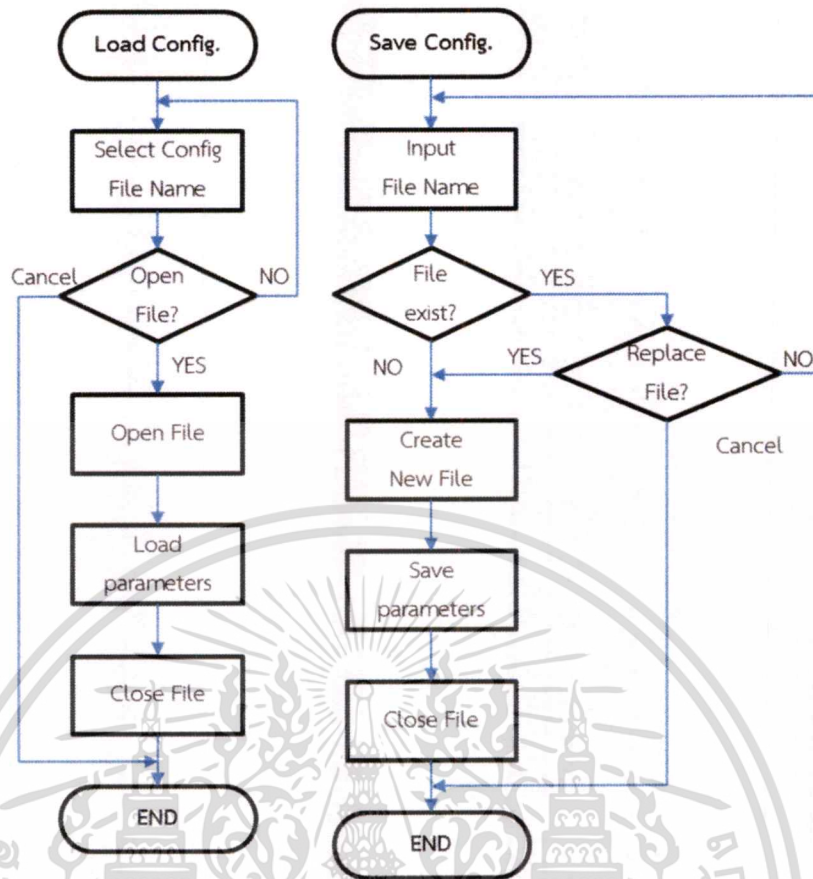 Load Config.
Select Config
File Name
Cancel
Open
File?
NO
YES
Open File
Load
parameters
Close File
END
Save Config.
Input
File Name
File
exist?
YES
NO
YES
Replace
File?
NO
Cancel
Create
New File
Save
parameters
Close File
END